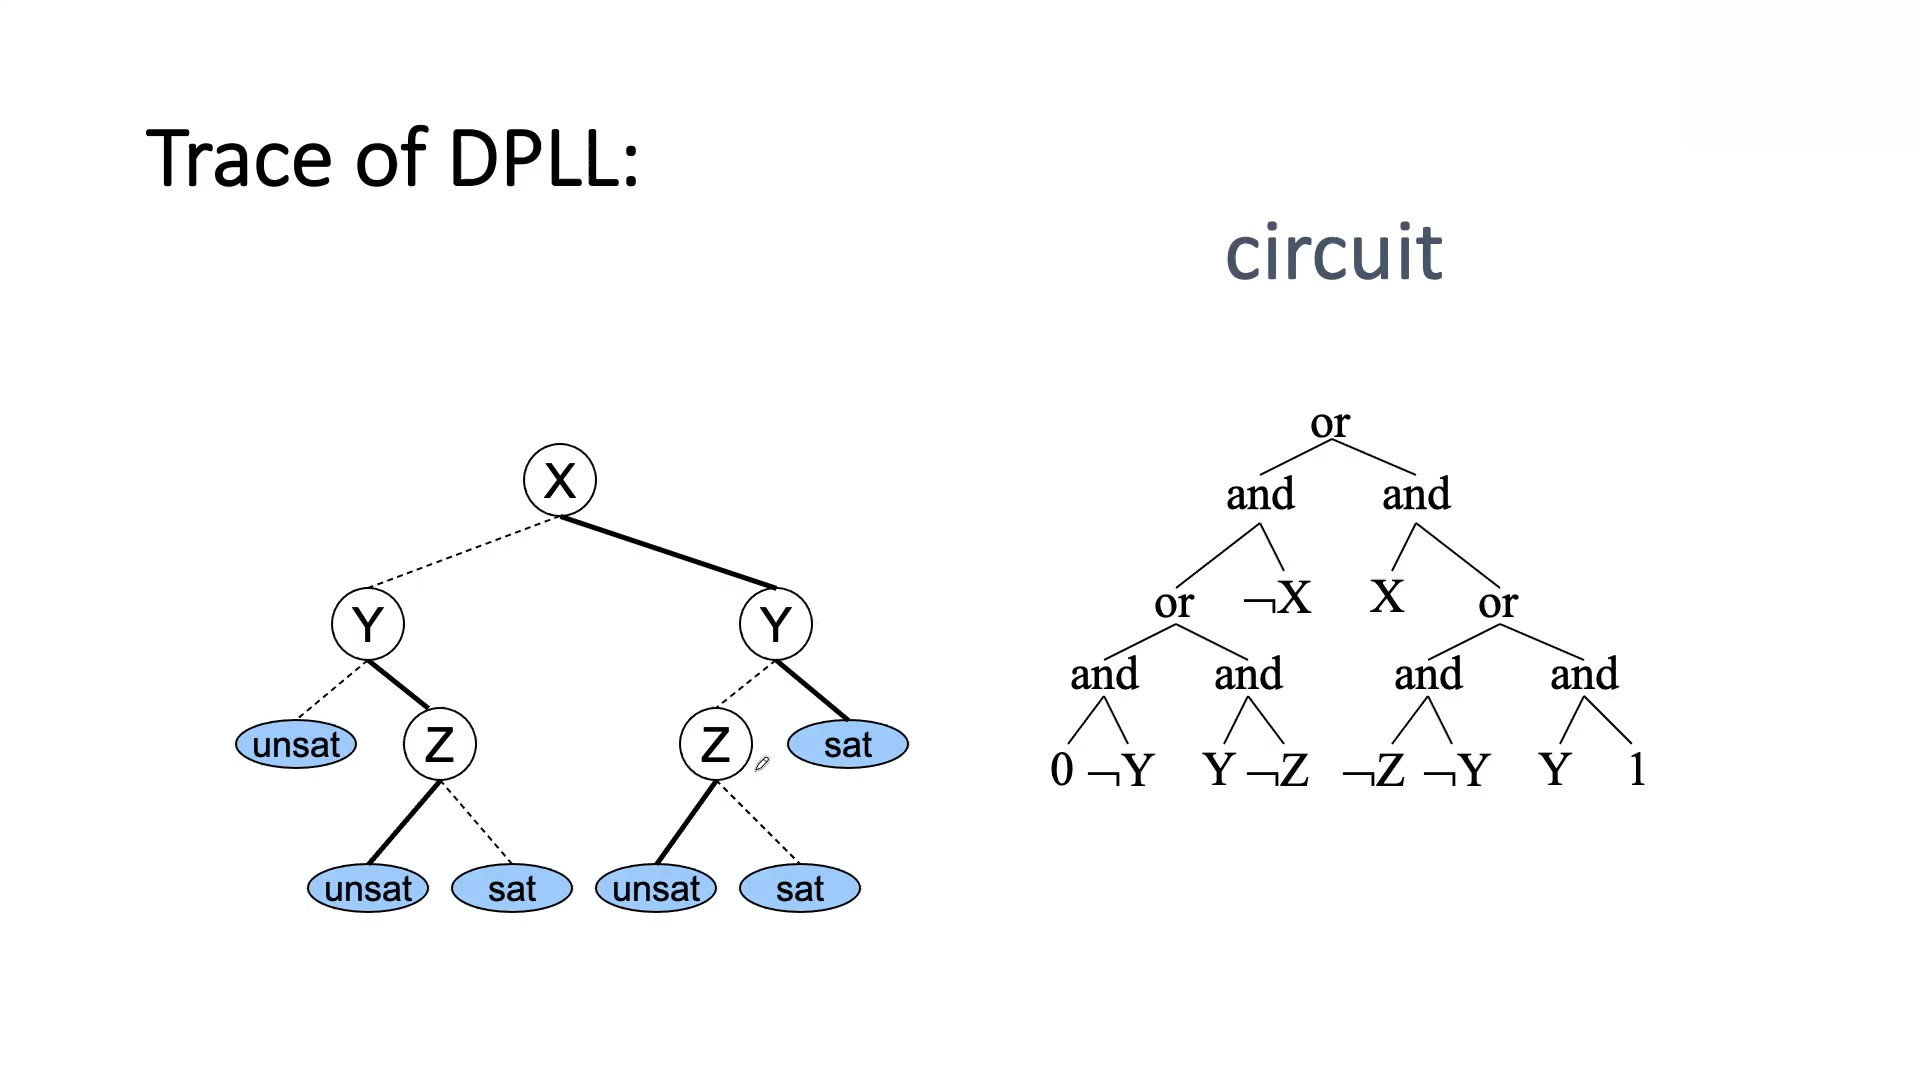 Trace of DPLL:
circuit
X
Y Y
unsat Z Z sat
unsat sat unsat sat
or
and and
or ¬X X or
and and and and
0 ¬Y Y ¬Z ¬Z ¬Y Y 1